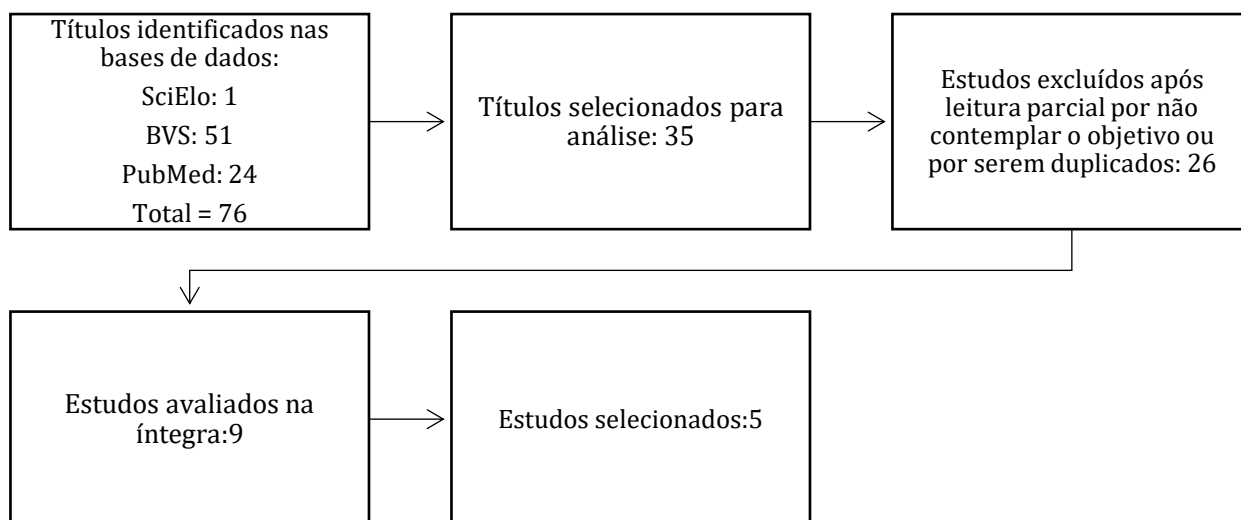 Títulos identificados nas
bases de dados:
SciElo: 1
BVS: 51
PubMed: 24
Total = 76
Títulos selecionados para
análise: 35
Estudos excluídos após
leitura parcial por não
contemplar o objetivo ou
por serem duplicados: 26
Estudos avaliados na
íntegra:9
Estudos selecionados:5